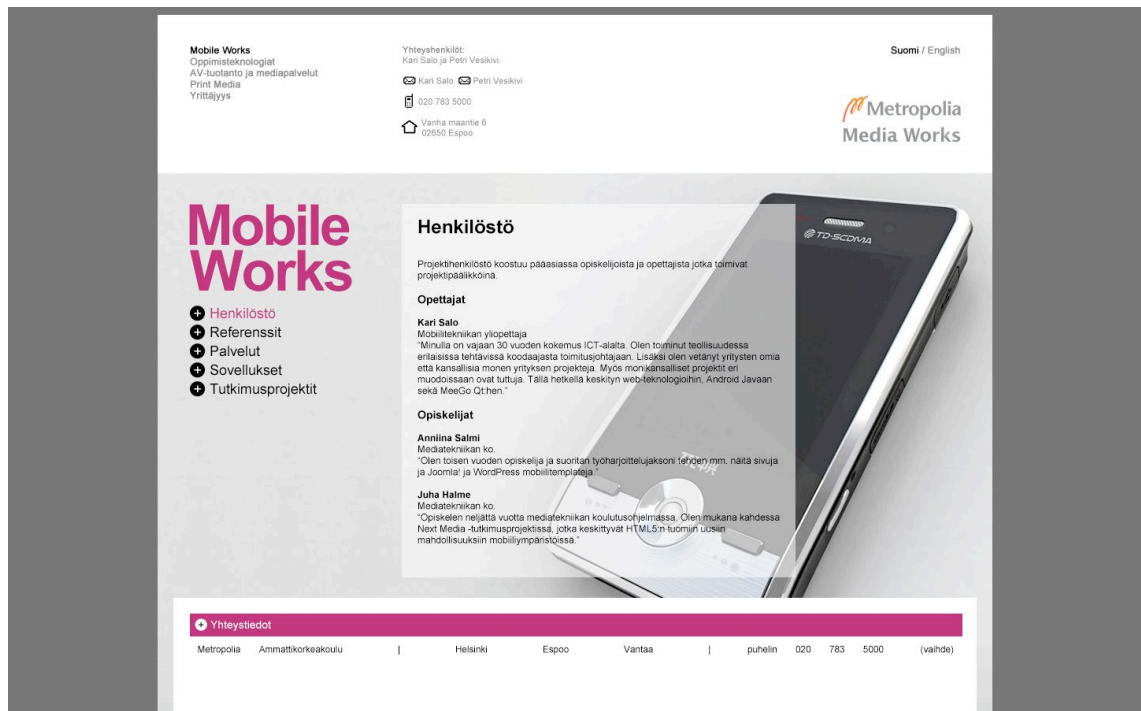 Mobile Works
Oppimisteknologiat
AV-tuotanto ja mediapalvelut
Print Media
Yrittäjyys
Yhteyshenkilöt:
Kari Salo ja Petri Vesikivi.
Kari Salo Petri Vesikivi
020 783 5000
Vanha maantie 6
02650 Espoo
Suomi / English
Metropolia
Media Works
Mobile
Works
Henkilöstö
Referenssit
Palvelut
Sovellukset
Tutkimusprojektit
Henkilöstö
Projektihenkilöstö koostuu pääasiassa opiskelijoista ja opettajista jotka toimivat
projektipäälikköinä.
Opettajat
Kari Salo
Mobiilitekniikan yliopettaja
"Minulla on vajaan 30 vuoden kokemus ICT-alalta. Olen toiminut teollisuudessa
erilaisissa tehtävissä koodaajasta toimitusjohtajaan. Lisäksi olen vetänyt yritysten omia
että kansallisia monen yrityksen projekteja. Myös monikansalliset projektit eri
muodoissaan ovat tuttuja. Tällä hetkellä keskityn web-teknologioihin, Android Javaan
sekä MeeGo Qt:hen."
Opiskelijat
Anniina Salmi
Mediatekniikan ko.
"Olen toisen vuoden opiskelija ja suoritan työharjoittelujaksoni tehden mm. näitä sivuja
ja Joomla! ja WordPress mobiilitemplateja."
Juha Halme
Mediatekniikan ko.
"Opiskelen neljättä vuotta mediatekniikan koulutusohjelmassa. Olen mukana kahdessa
Next Media -tutkimusprojektissa, jotka keskittyvät HTML5:n tuomiin uusiin
mahdollisuuksiin mobiiliympäristöissä."
TD-SCDMA
Yhteystiedot
Metropolia Ammattikorkeakoulu | Helsinki Espoo Vantaa | puhelin 020 783 5000 (vaihde)